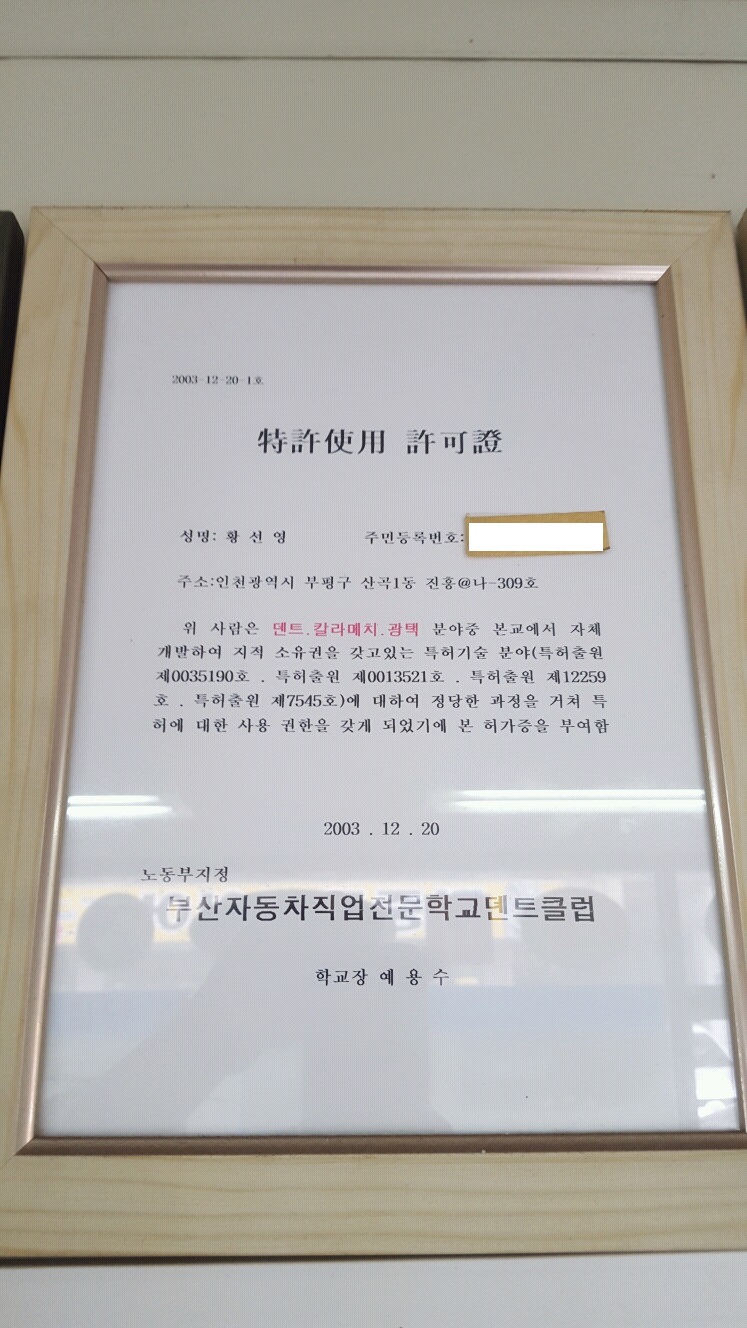 2003-12-20-1호
特許使用 許可證
성명: 황 선 영 주민등록번호:
주소:인천광역시 부평구 산곡1동 진흥@나-309호
위 사람은 덴트.칼라매치.광택 분야중 본교에서 자체
개발하여 지적 소유권을 갖고있는 특허기술 분야(특허출원
제0035190호 . 특허출원 제0013521호 . 특허출원 제12259
호 . 특허출원 제7545호)에 대하여 정당한 과정을 거쳐 특
허에 대한 사용 권한을 갖게 되었기에 본 허가증을 부여함
2003 . 12 . 20
노동부지정
부산자동차직업전문학교덴트클럽
학교장 예 용 수